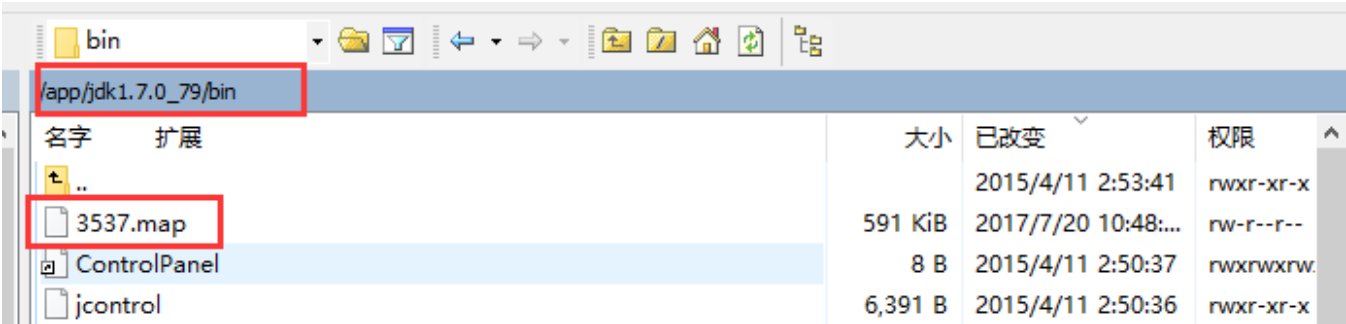 bin
/app/jdk1.7.0_79/bin
名字 扩展 大小 已改变 权限
.. 2015/4/11 2:53:41 rwxr-xr-x
3537.map 591 KiB 2017/7/20 10:48:... rw-r--r--
ControlPanel 8 B 2015/4/11 2:50:37 rwxrwxrw.
jcontrol 6,391 B 2015/4/11 2:50:36 rwxr-xr-x